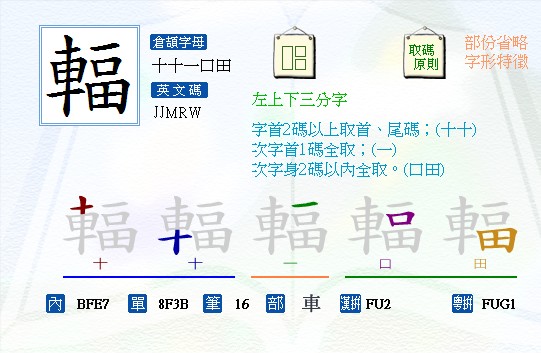 輻
倉頡字母
十十一口田
英文碼
JJMRW
取碼
原則
部份省略
字形特徵
左上下三分字
字首2碼以上取首、尾碼；(十十)
次字首1碼全取；(一)
次字身2碼以內全取。(口田)
輻 輻 輻 輻 輻
十 十 一 口 田
內 BFE7 單 8F3B 筆 16 部 車 漢拼 FU2 粵拼 FUG1